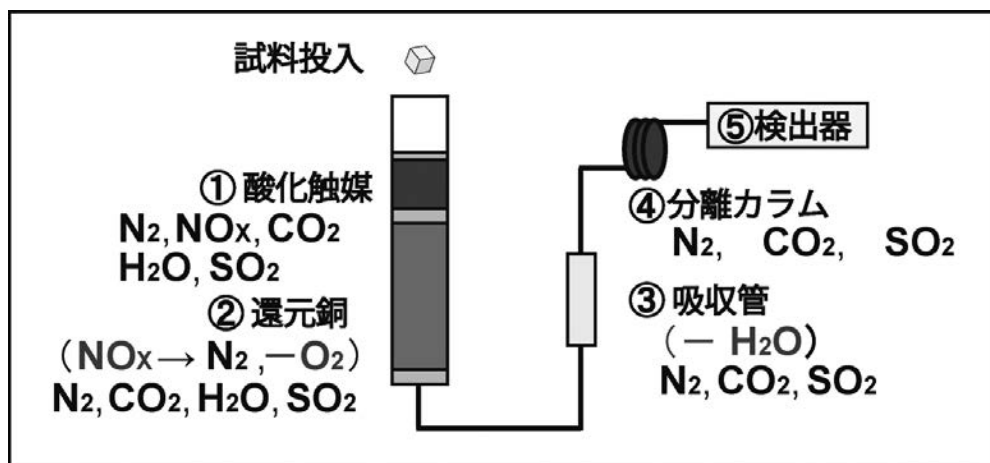 試料投入
① 酸化触媒
N2, NOx, CO2
H2O, SO2
② 還元銅
（NOx → N2 , －O2）
N2, CO2, H2O, SO2
⑤検出器
④分離カラム
N2, CO2, SO2
③ 吸収管
（－ H2O）
N2, CO2, SO2